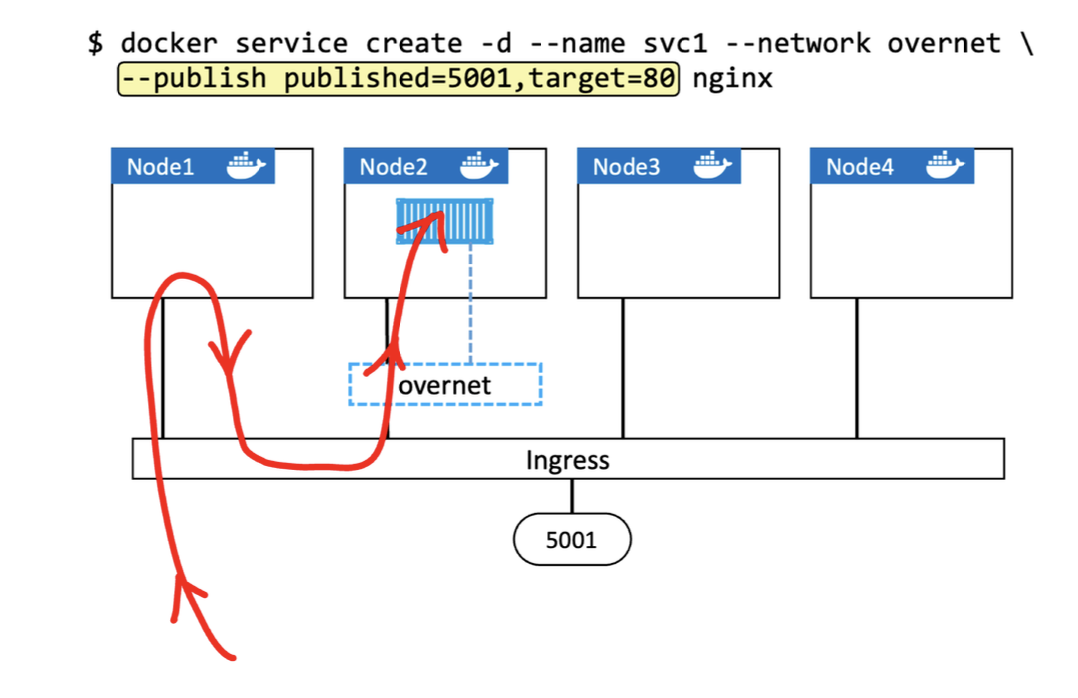 $ docker service create -d --name svc1 --network overnet \
--publish published=5001,target=80 nginx
Node1
Node2
Node3
Node4
overnet
Ingress
5001